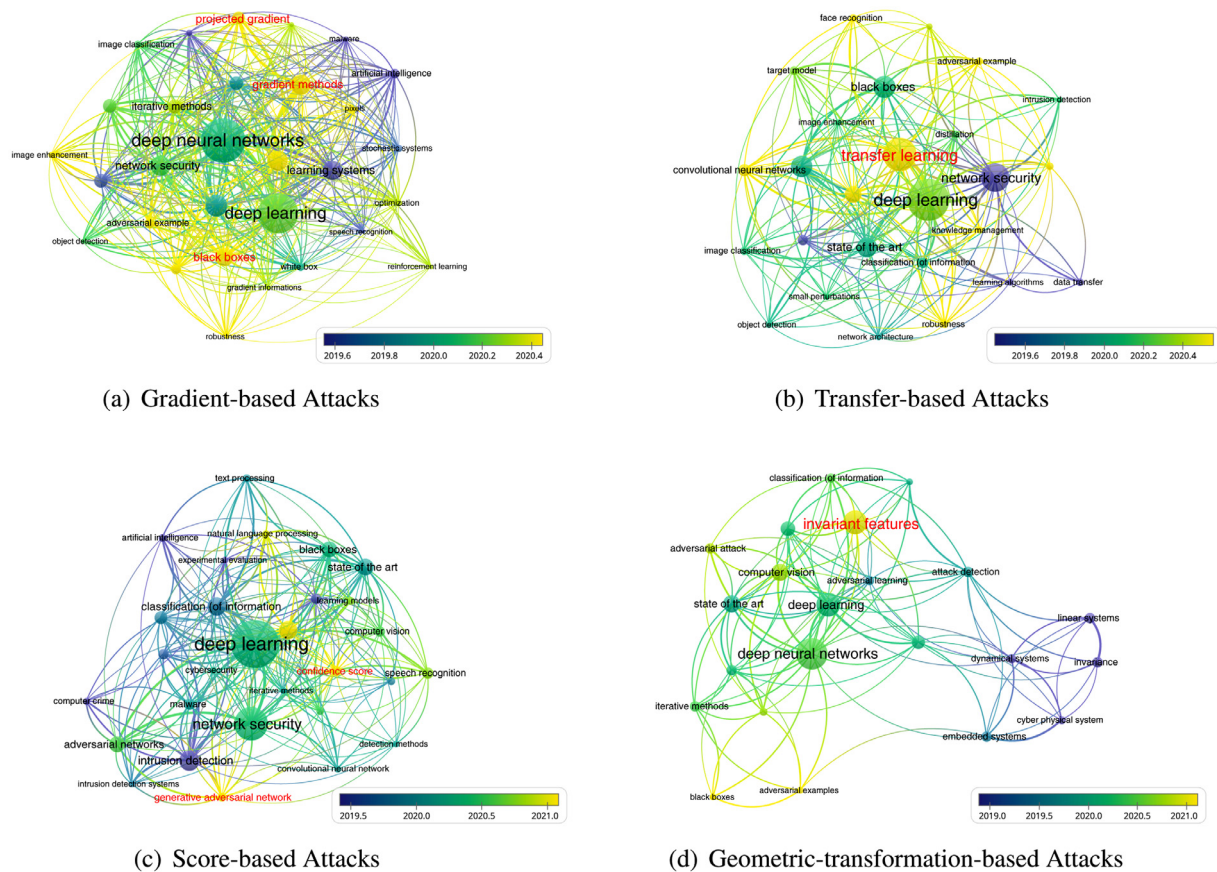 projected gradient
image classification
malware
artificial intelligence
gradient methods
pixels
iterative methods
deep neural networks
stochastic systems
image enhancement
network security
learning systems
optimization
deep learning
adversarial example
speech recognition
object detection
black boxes
white box
reinforcement learning
gradient informations
robustness
2019.6 2019.8 2020.0 2020.2 2020.4
(a) Gradient-based Attacks
face recognition
adversarial example
target model
black boxes
intrusion detection
image enhancement
distillation
transfer learning
convolutional neural networks
network security
deep learning
knowledge management
image classification
state of the art
classification (of information
learning algorithms
data transfer
small perturbations
object detection
robustness
network architecture
2019.6 2019.8 2020.0 2020.2 2020.4
(b) Transfer-based Attacks
text processing
artificial intelligence
natural language processing
black boxes
experimental evaluation
state of the art
learning models
classification (of information
computer vision
deep learning
cybersecurity
confidence score
speech recognition
iterative methods
computer crime
malware
network security
adversarial networks
detection methods
intrusion detection
convolutional neural network
intrusion detection systems
generative adversarial network
2019.5 2020.0 2020.5 2021.0
(c) Score-based Attacks
classification (of information
invariant features
adversarial attack
computer vision
adversarial learning
attack detection
state of the art
deep learning
linear systems
deep neural networks
dynamical systems
invariance
iterative methods
cyber physical system
embedded systems
black boxes
adversarial examples
2019.0 2019.5 2020.0 2020.5 2021.0
(d) Geometric-transformation-based Attacks